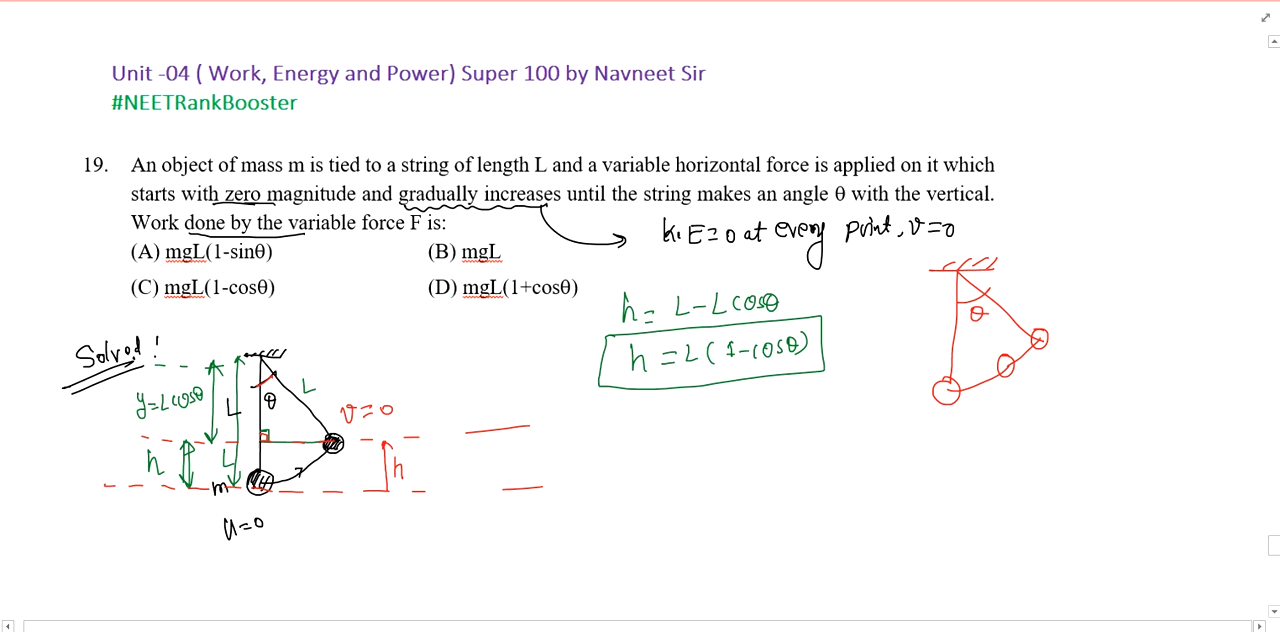 Unit -04 ( Work, Energy and Power) Super 100 by Navneet Sir
#NEETRankBooster
19. An object of mass m is tied to a string of length L and a variable horizontal force is applied on it which
starts with zero magnitude and gradually increases until the string makes an angle θ with the vertical.
Work done by the variable force F is:
K.E=0 at every point, v=0
(A) mgL(1-sinθ) (B) mgL
(C) mgL(1-cosθ) (D) mgL(1+cosθ)
h = L-Lcosθ
h = L(1-cosθ)
θ
Solved!
y=Lcosθ
L
θ
L
v=0
h
L
h
m
u=0